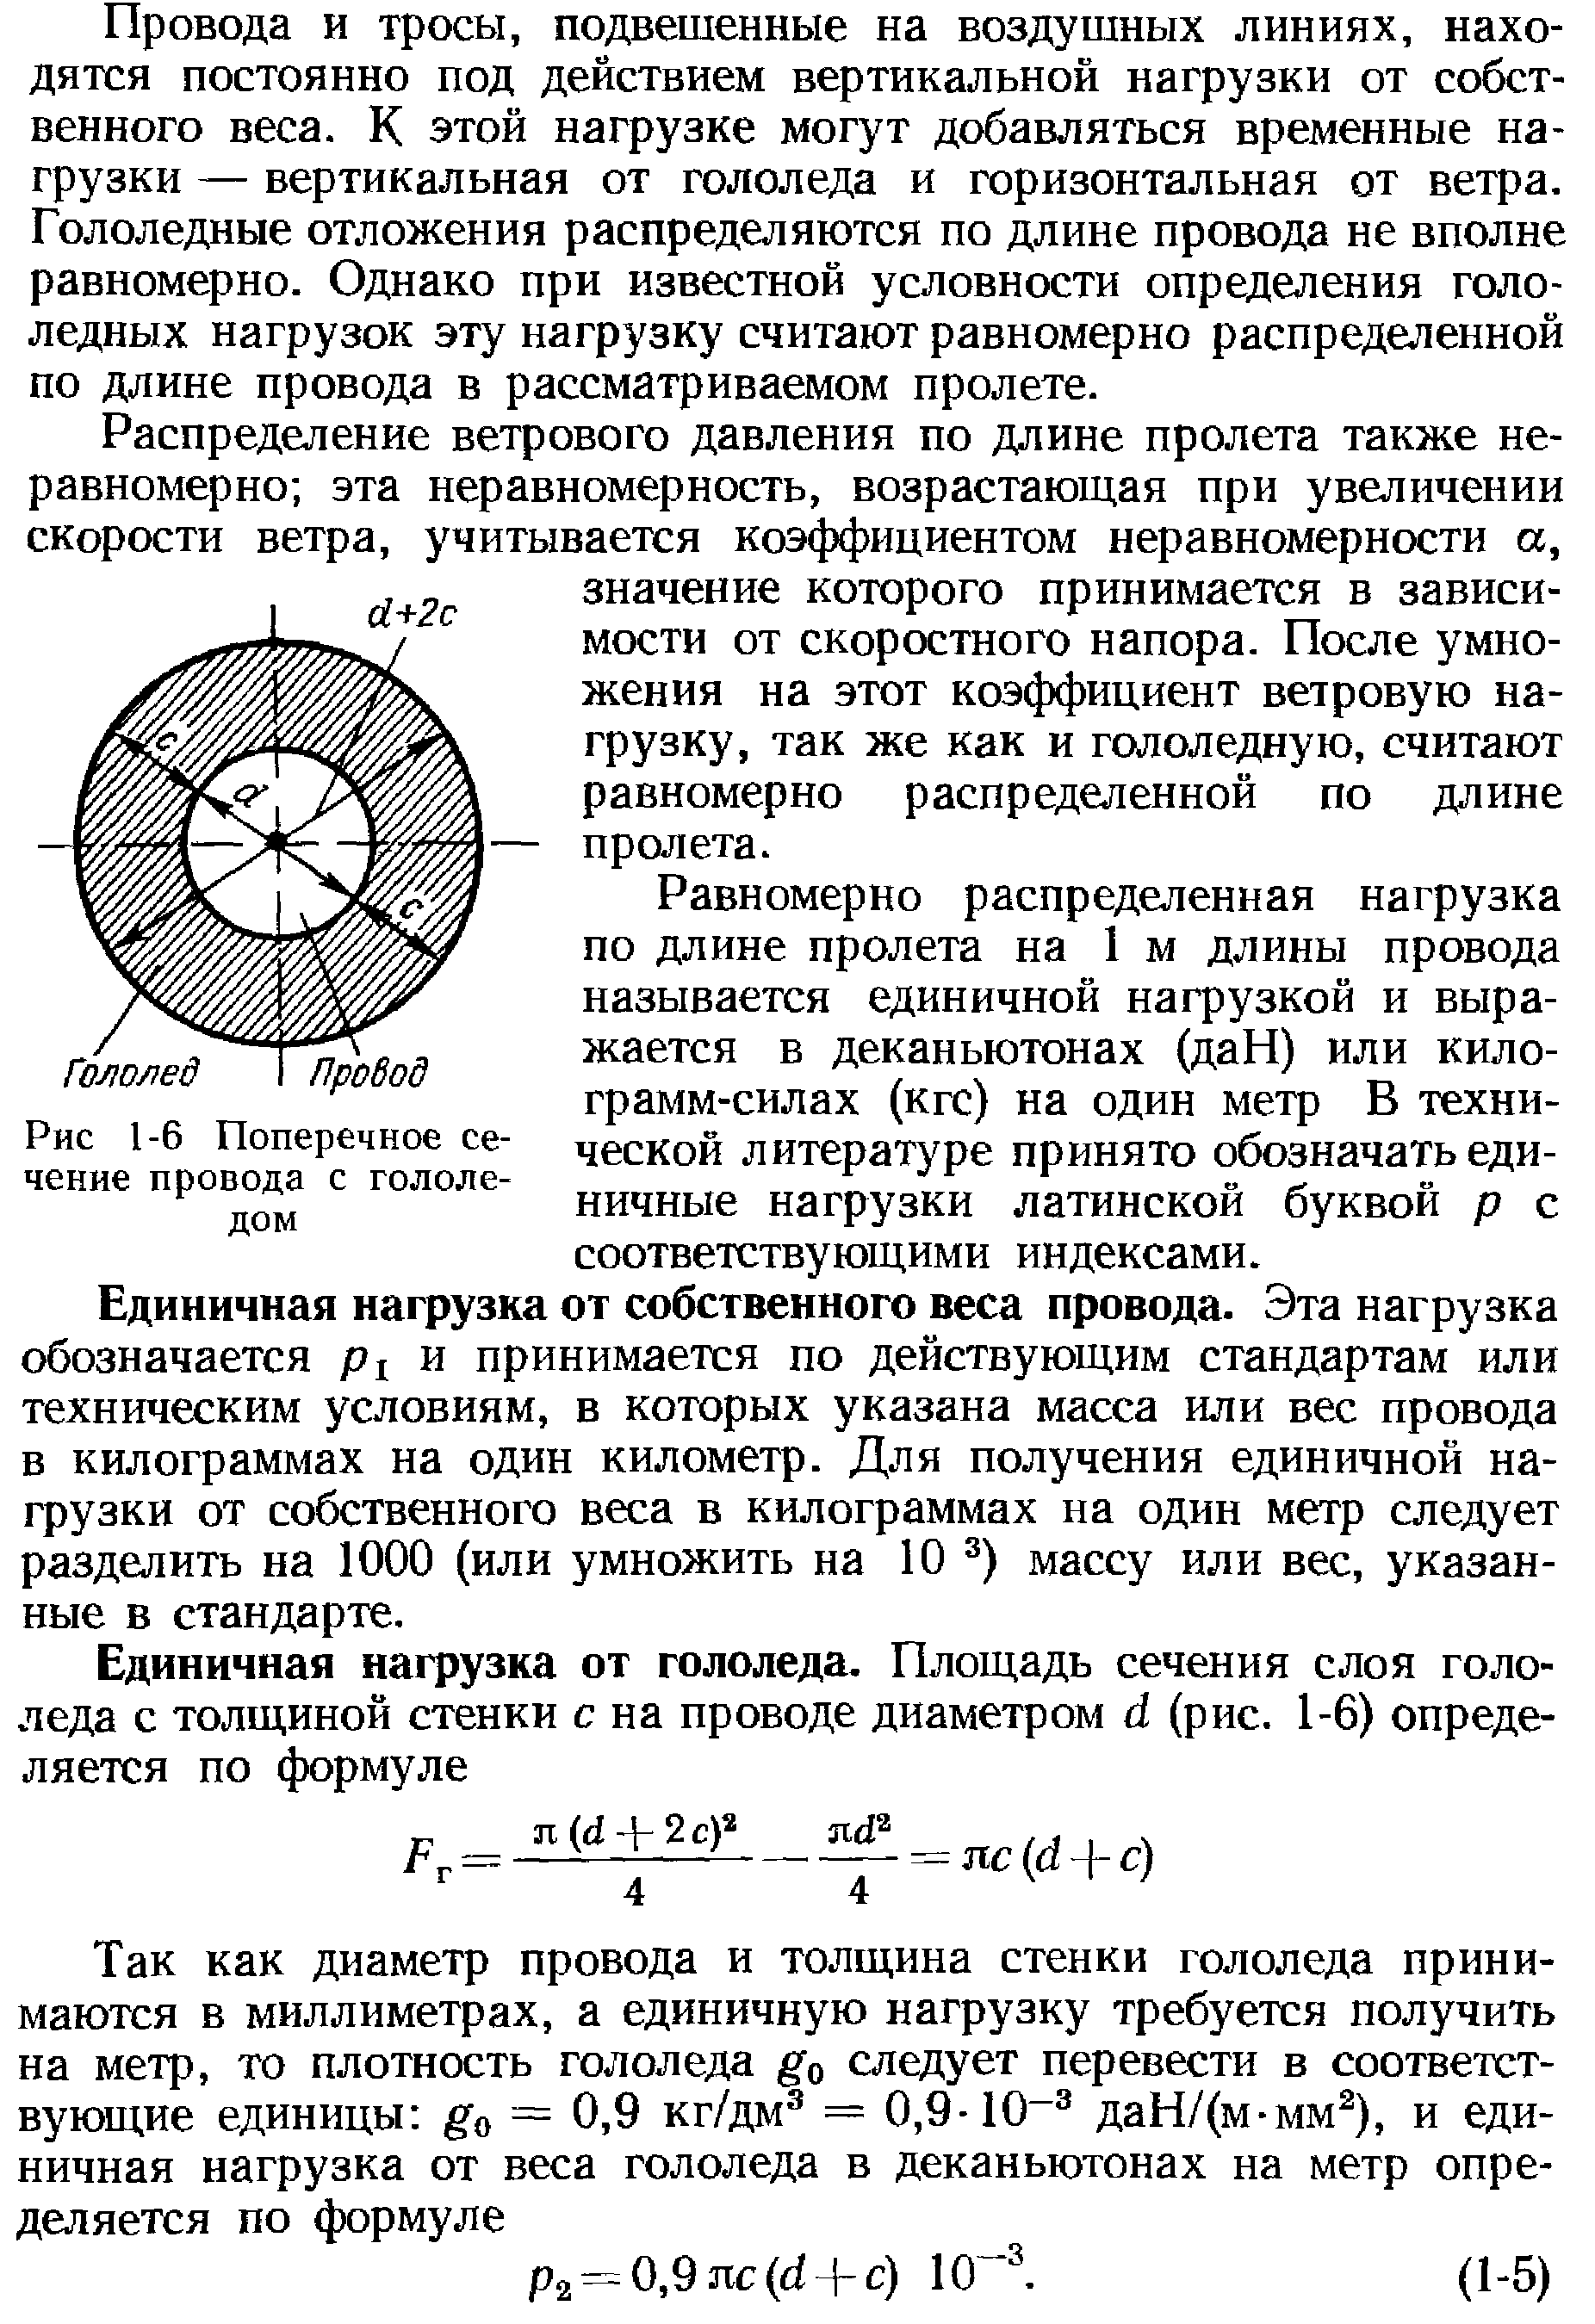 Провода и тросы, подвешенные на воздушных линиях, нахо-
дятся постоянно под действием вертикальной нагрузки от собст-
венного веса. К этой нагрузке могут добавляться временные на-
грузки — вертикальная от гололеда и горизонтальная от ветра.
Гололедные отложения распределяются по длине провода не вполне
равномерно. Однако при известной условности определения голо-
ледных нагрузок эту нагрузку считают равномерно распределенной
по длине провода в рассматриваемом пролете.
Распределение ветрового давления по длине пролета также не-
равномерно; эта неравномерность, возрастающая при увеличении
скорости ветра, учитывается коэффициентом неравномерности α,
значение которого принимается в зависи-
мости от скоростного напора. После умно-
жения на этот коэффициент ветровую на-
грузку, так же как и гололедную, считают
равномерно распределенной по длине
пролета.
Равномерно распределенная нагрузка
по длине пролета на 1 м длины провода
называется единичной нагрузкой и выра-
жается в деканьютонах (даН) или кило-
грамм-силах (кгс) на один метр В техни-
ческой литературе принято обозначать еди-
ничные нагрузки латинской буквой p с
соответствующими индексами.
d+2c
c
d
c
Гололед
Провод
Рис 1-6 Поперечное се-
чение провода с гололе-
дом
Единичная нагрузка от собственного веса провода. Эта нагрузка
обозначается p₁ и принимается по действующим стандартам или
техническим условиям, в которых указана масса или вес провода
в килограммах на один километр. Для получения единичной на-
грузки от собственного веса в килограммах на один метр следует
разделить на 1000 (или умножить на 10 ³) массу или вес, указан-
ные в стандарте.
Единичная нагрузка от гололеда. Площадь сечения слоя голо-
леда с толщиной стенки c на проводе диаметром d (рис. 1-6) опреде-
ляется по формуле
F_г = π (d + 2c)² / 4 — πd² / 4 = πc (d + c)
Так как диаметр провода и толщина стенки гололеда прини-
маются в миллиметрах, а единичную нагрузку требуется получить
на метр, то плотность гололеда g₀ следует перевести в соответст-
вующие единицы: g₀ = 0,9 кг/дм³ = 0,9·10⁻³ даН/(м·мм²), и еди-
ничная нагрузка от веса гололеда в деканьютонах на метр опре-
деляется по формуле
p₂ = 0,9 πc (d + c) 10⁻³. (1-5)